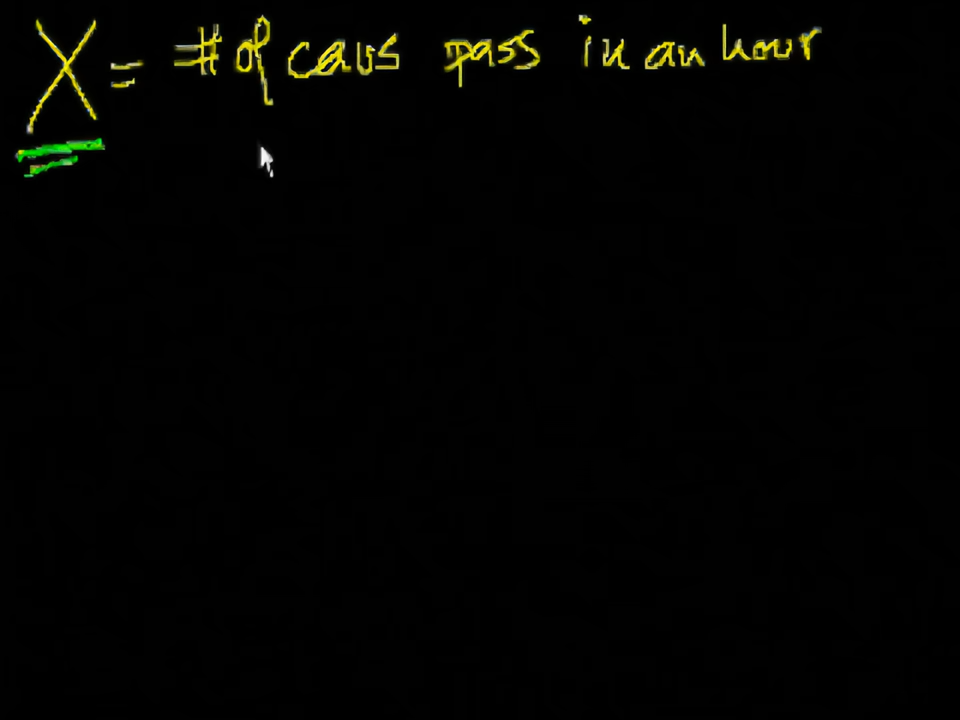 X = # of cars pass in an hour